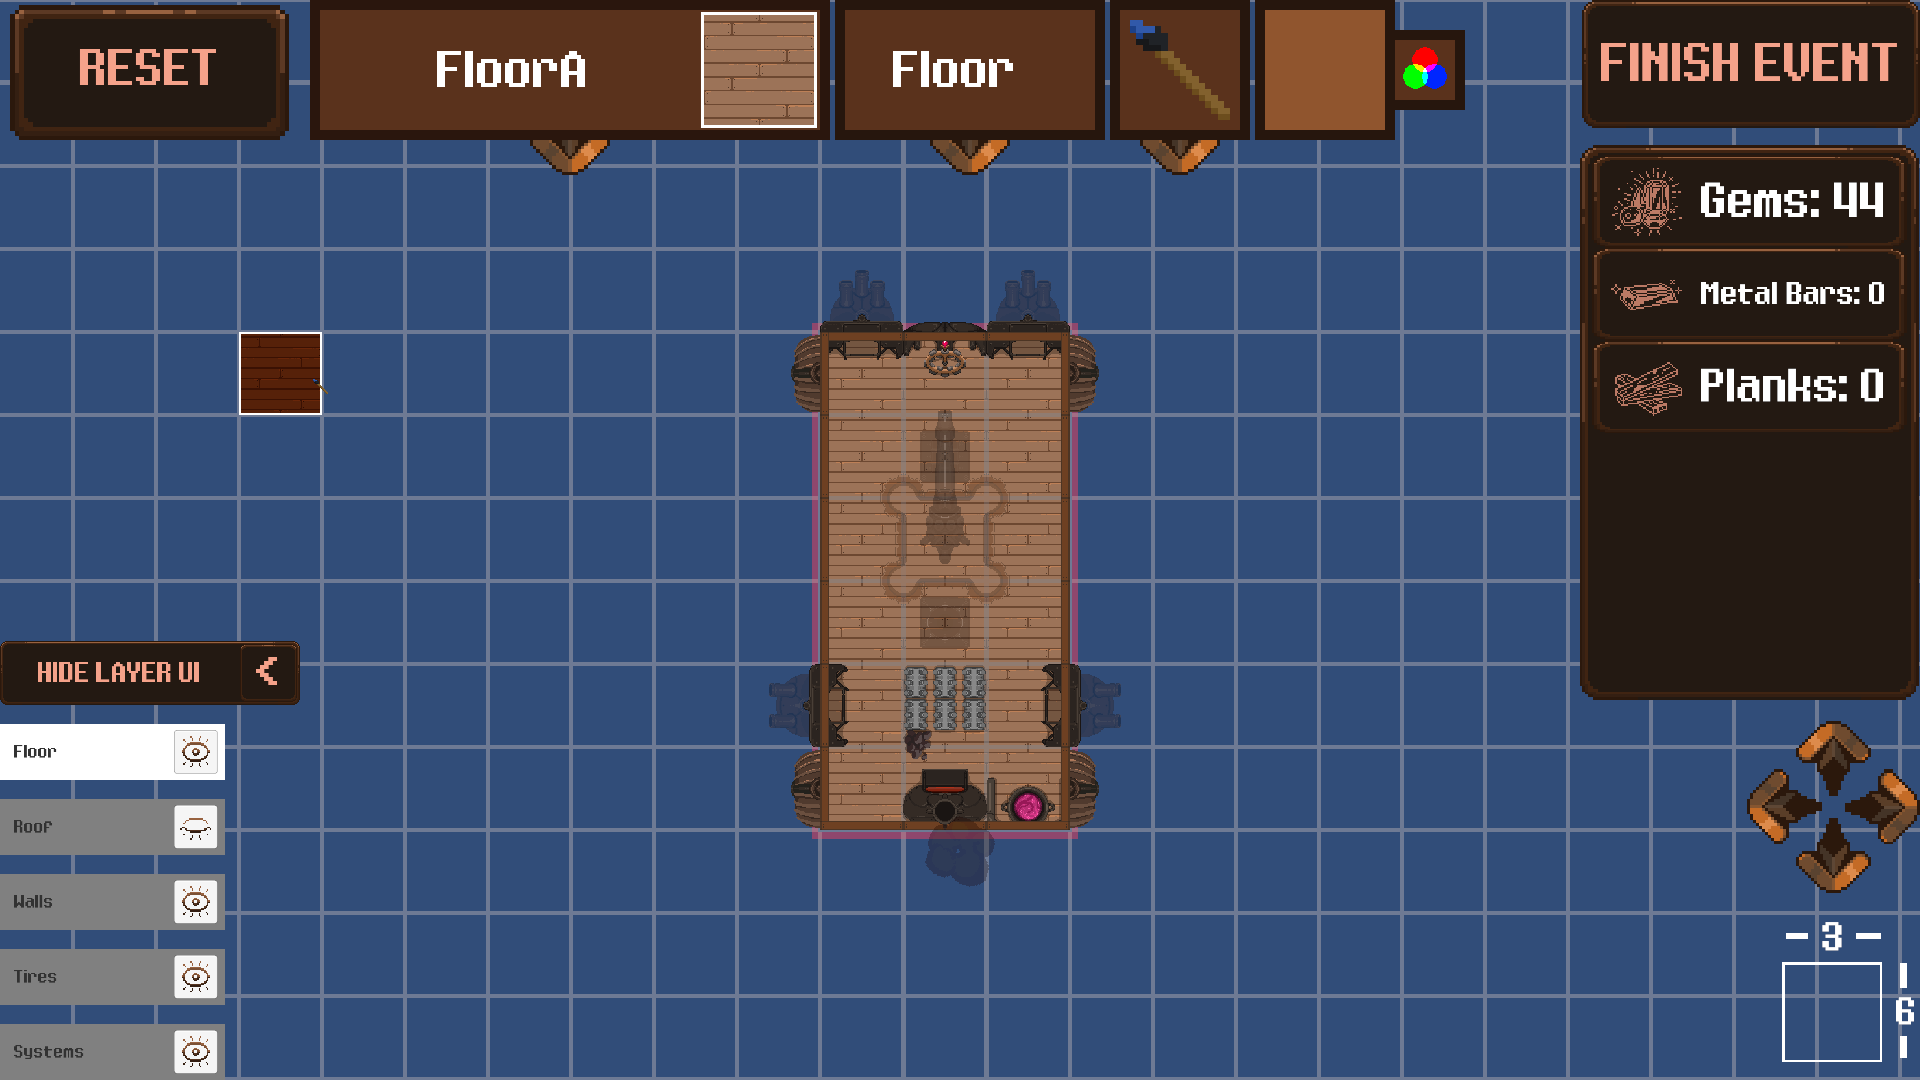 RESET
FloorA
Floor
FINISH EVENT
Gems: 44
Metal Bars: 0
Planks: 0
HIDE LAYER UI
Floor
Roof
Walls
Tires
Systems
3
6